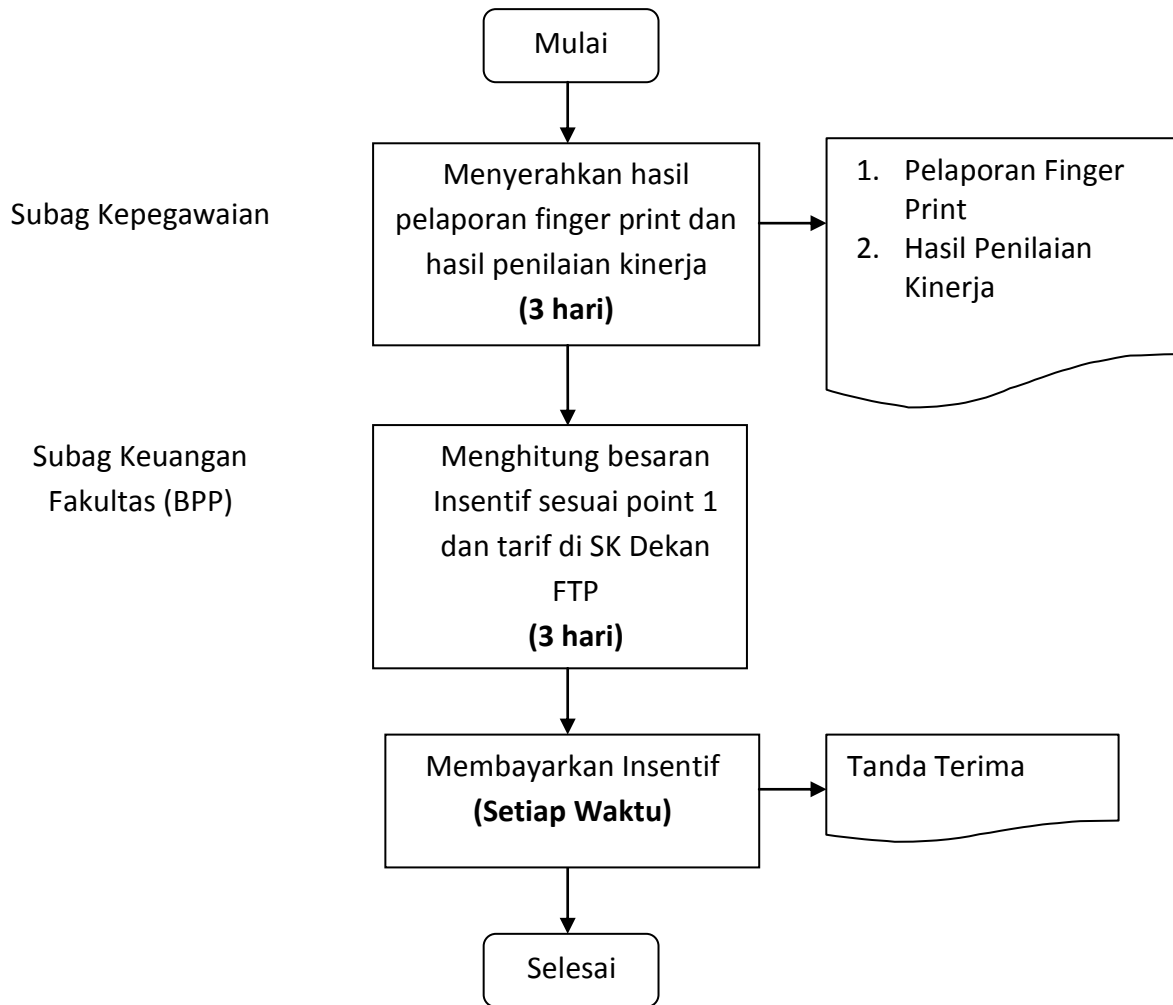 Mulai
Subag Kepegawaian
Menyerahkan hasil
pelaporan finger print dan
hasil penilaian kinerja
(3 hari)
1. Pelaporan Finger
Print
2. Hasil Penilaian
Kinerja
Subag Keuangan
Fakultas (BPP)
Menghitung besaran
Insentif sesuai point 1
dan tarif di SK Dekan
FTP
(3 hari)
Membayarkan Insentif
(Setiap Waktu)
Tanda Terima
Selesai